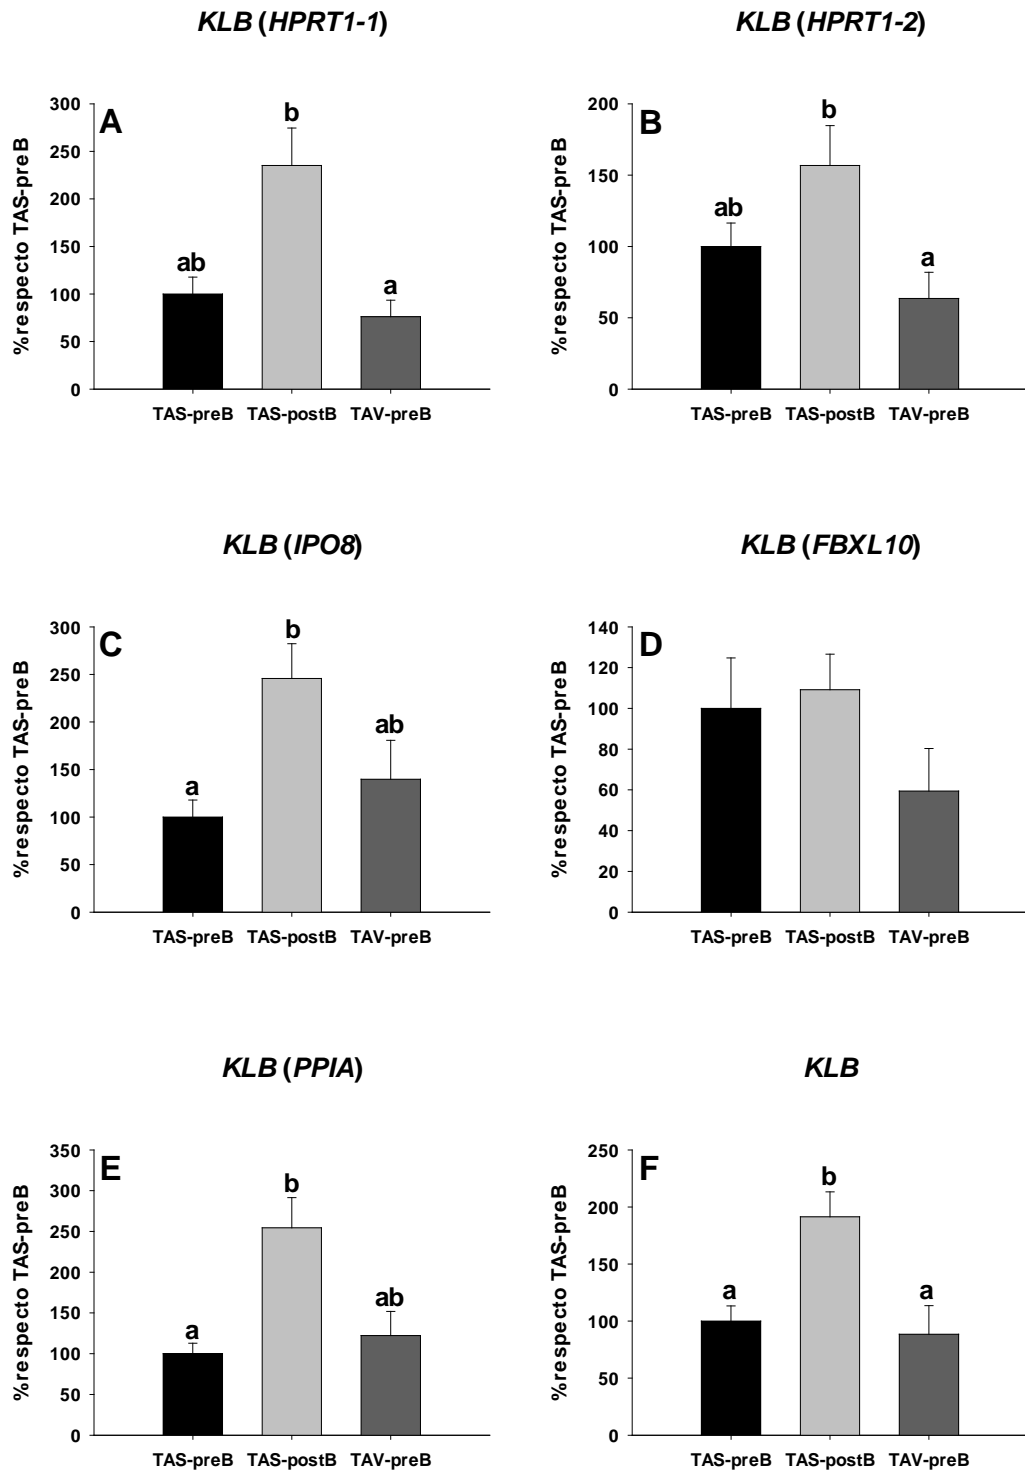 KLB (HPRT1-1)
A
%respecto TAS-preB
300
250
200
150
100
50
0
ab
b
a
TAS-preB TAS-postB TAV-preB
KLB (HPRT1-2)
B
%respecto TAS-preB
200
150
100
50
0
ab
b
a
TAS-preB TAS-postB TAV-preB
KLB (IPO8)
C
%respecto TAS-preB
300
250
200
150
100
50
0
a
b
ab
TAS-preB TAS-postB TAV-preB
KLB (FBXL10)
D
%respecto TAS-preB
140
120
100
80
60
40
20
0
TAS-preB TAS-postB TAV-preB
KLB (PPIA)
E
%respecto TAS-preB
350
300
250
200
150
100
50
0
a
b
ab
TAS-preB TAS-postB TAV-preB
KLB
F
%respecto TAS-preB
250
200
150
100
50
0
a
b
a
TAS-preB TAS-postB TAV-preB